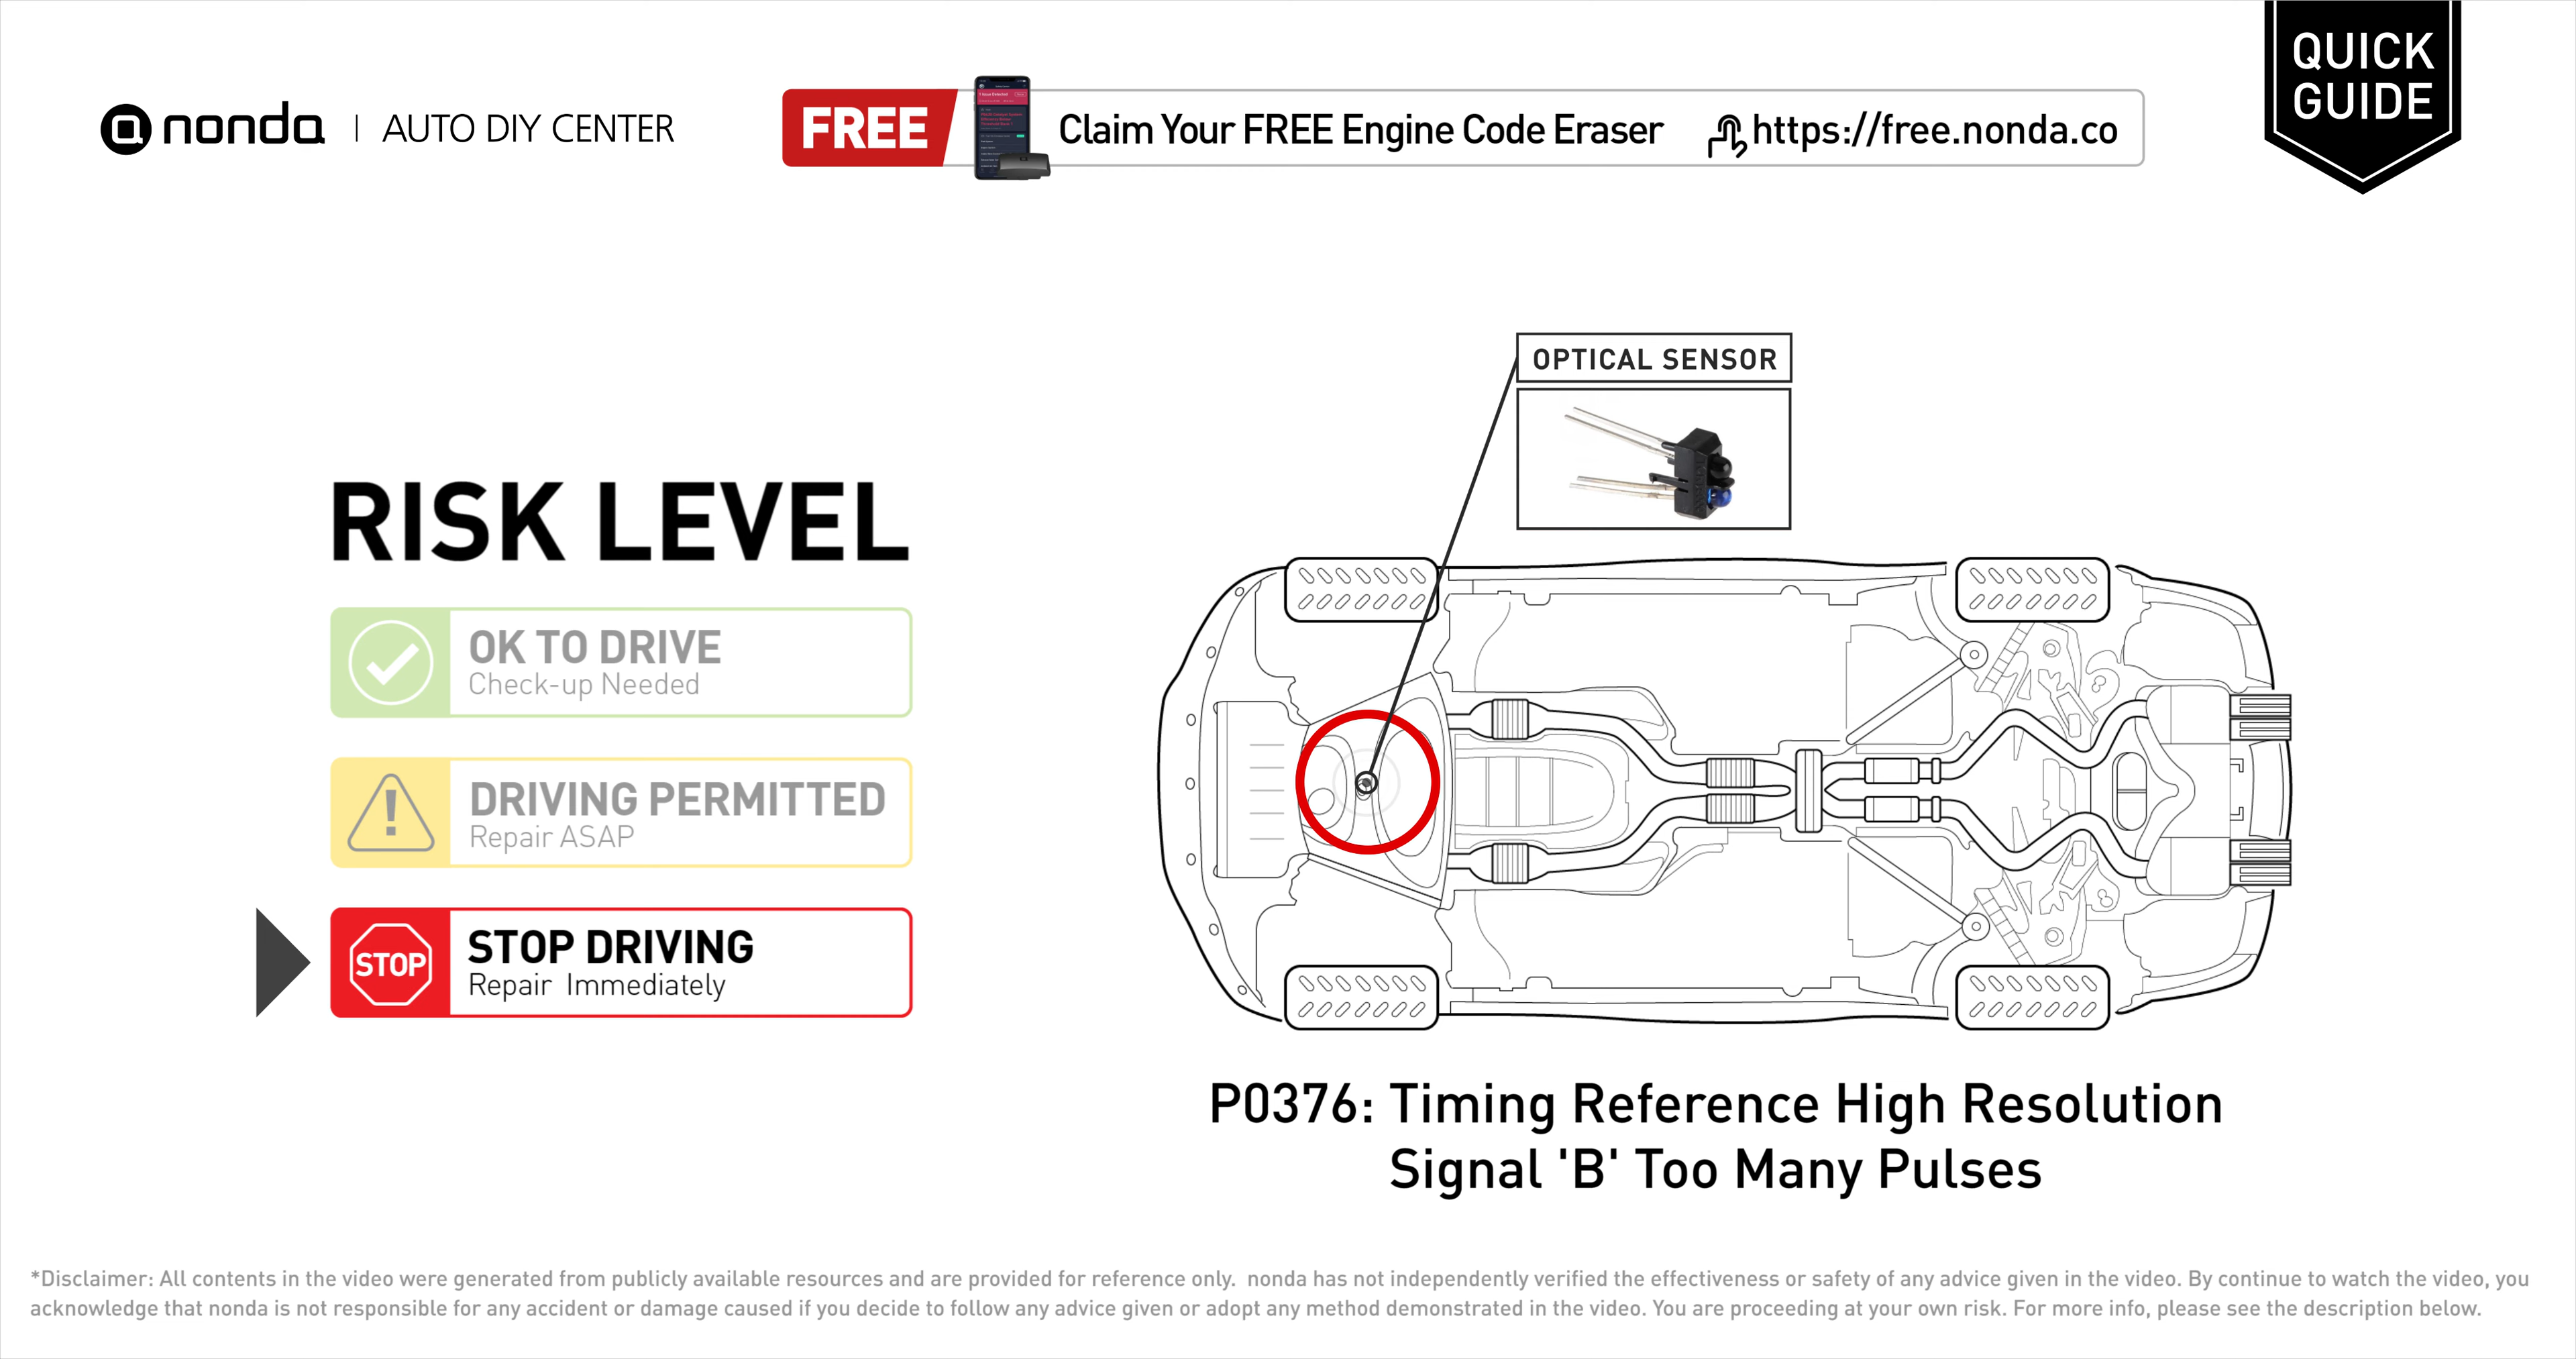 nonda | AUTO DIY CENTER
FREE
Claim Your FREE Engine Code Eraser
https://free.nonda.co
QUICK
GUIDE
OPTICAL SENSOR
RISK LEVEL
OK TO DRIVE
Check-up Needed
DRIVING PERMITTED
Repair ASAP
STOP
STOP DRIVING
Repair Immediately
P0376: Timing Reference High Resolution
Signal 'B' Too Many Pulses
*Disclaimer: All contents in the video were generated from publicly available resources and are provided for reference only. nonda has not independently verified the effectiveness or safety of any advice given in the video. By continue to watch the video, you
acknowledge that nonda is not responsible for any accident or damage caused if you decide to follow any advice given or adopt any method demonstrated in the video. You are proceeding at your own risk. For more info, please see the description below.